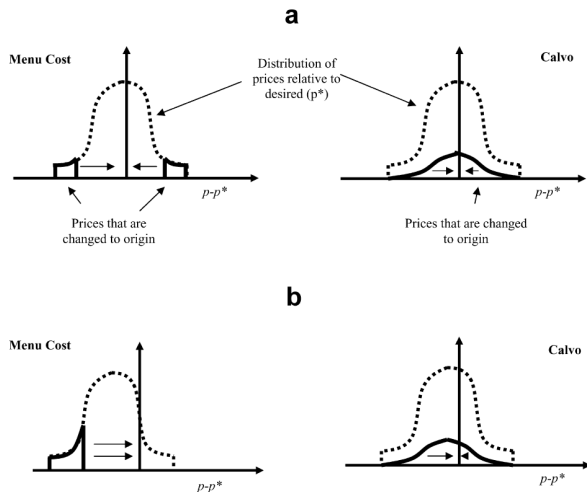 a
Menu Cost
Distribution of
prices relative to
desired (p*)
Calvo
p-p*
p-p*
Prices that are
changed to origin
Prices that are changed
to origin
b
Menu Cost
Calvo
p-p*
p-p*